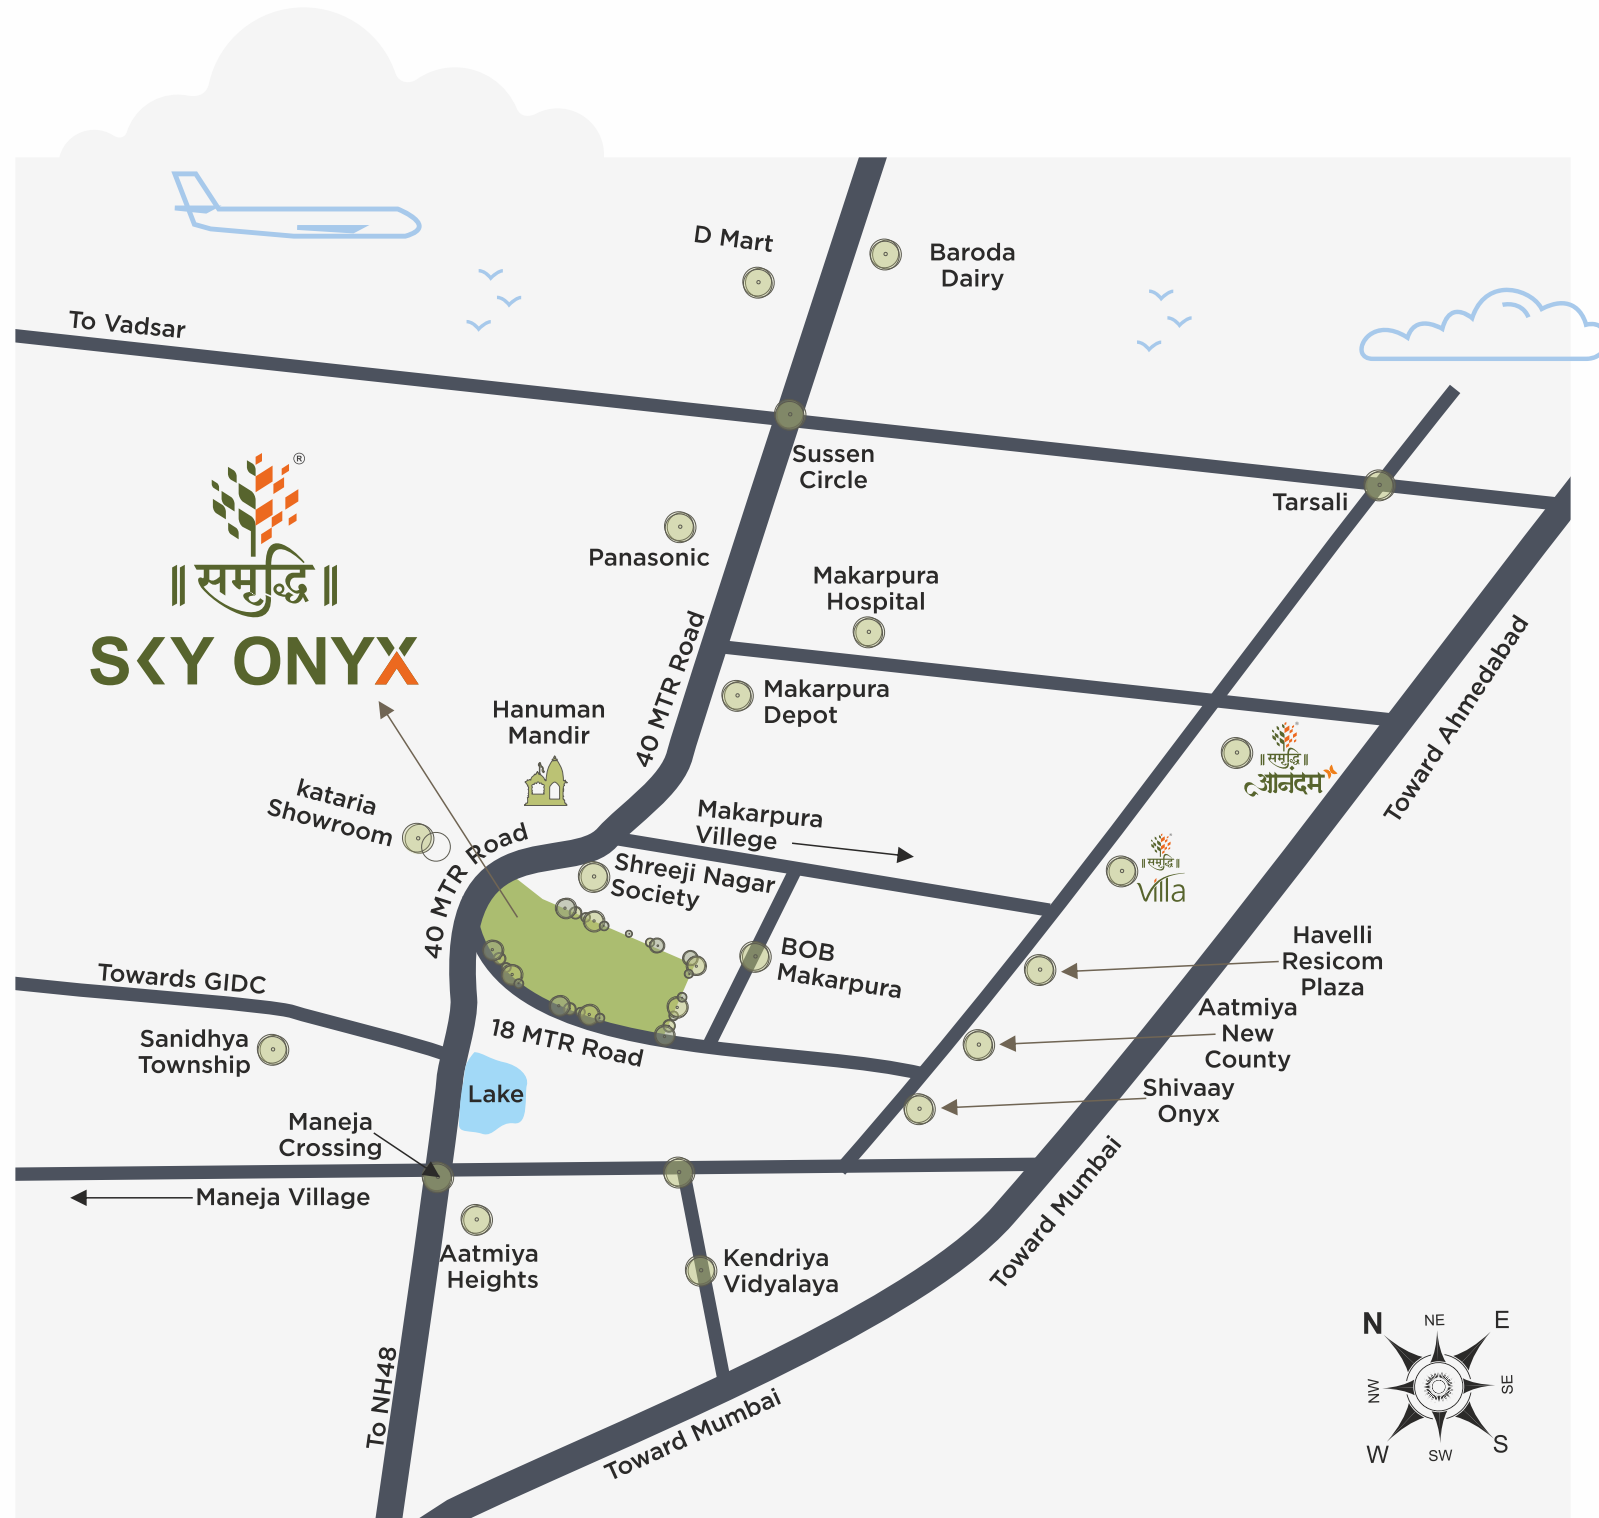 D Mart
Baroda
Dairy
To Vadsar
Sussen
Circle
Tarsali
®
॥ समृद्धि ॥
SKY ONYX
Panasonic
Makarpura
Hospital
40 MTR Road
Makarpura
Depot
Toward Ahmedabad
Hanuman
Mandir
समृद्धि
आनंदम
kataria
Showroom
Makarpura
Villege
40 MTR Road
Shreeji Nagar
Society
॥ समृद्धि ॥
Villa
BOB
Makarpura
Havelli
Resicom
Plaza
Towards GIDC
Aatmiya
New
County
Sanidhya
Township
18 MTR Road
Lake
Shivaay
Onyx
Maneja
Crossing
Maneja Village
Toward Mumbai
Aatmiya
Heights
Kendriya
Vidyalaya
To NH48
Toward Mumbai
N
NE
E
NW
SE
W
SW
S